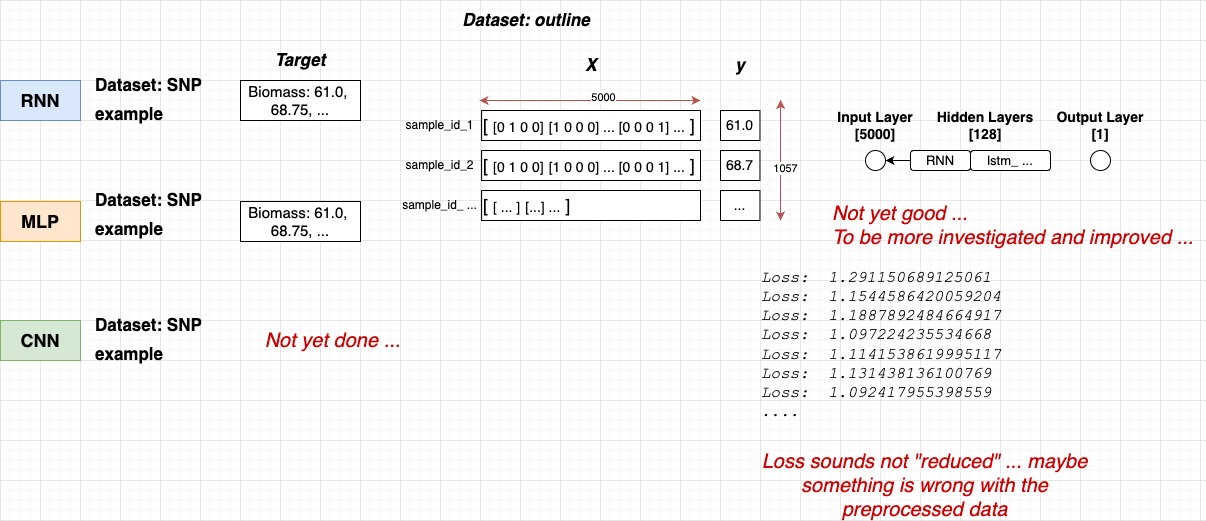 Dataset: outline
Target
X
y
RNN
Dataset: SNP
example
Biomass: 61.0,
68.75, ...
5000
sample_id_1
[ [0 1 0 0] [1 0 0 0] ... [0 0 0 1] ... ]
61.0
sample_id_2
[ [0 1 0 0] [1 0 0 0] ... [0 0 0 1] ... ]
68.7
sample_id_ ...
[ [ ... ] [...] ... ]
...
1057
Input Layer
[5000]
Hidden Layers
[128]
Output Layer
[1]
RNN
lstm_ ...
MLP
Dataset: SNP
example
Biomass: 61.0,
68.75, ...
Not yet good ...
To be more investigated and improved ...
CNN
Dataset: SNP
example
Not yet done ...
Loss: 1.291150689125061
Loss: 1.1544586420059204
Loss: 1.1887892484664917
Loss: 1.097224235534668
Loss: 1.1141538619995117
Loss: 1.131438136100769
Loss: 1.092417955398559
....
Loss sounds not "reduced" ... maybe
something is wrong with the
preprocessed data